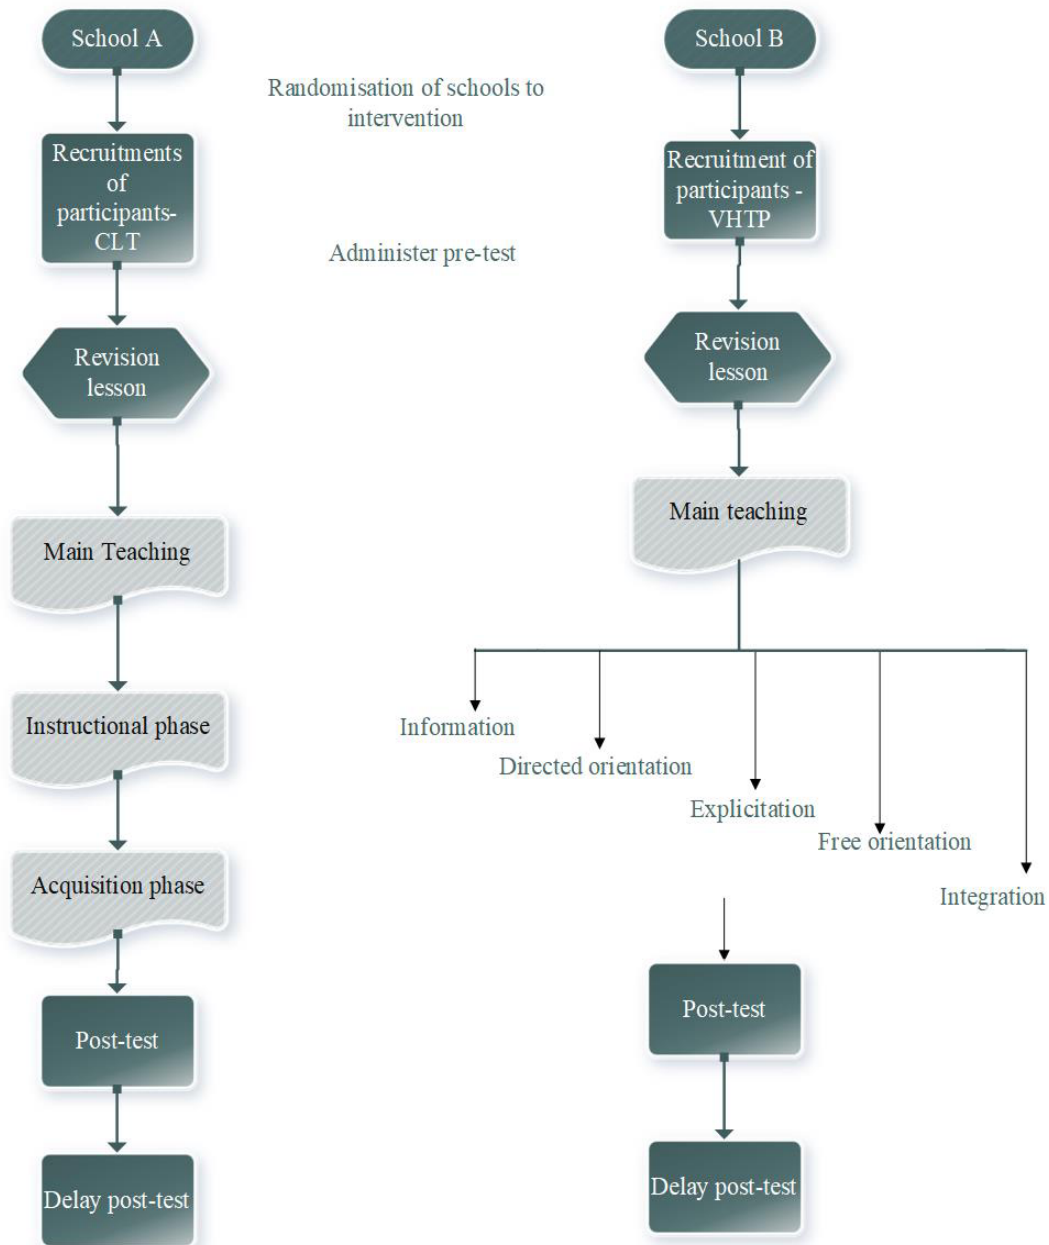 School A
School B
Randomisation of schools to
intervention
Recruitments
of
participants-
CLT
Recruitment of
participants -
VHTP
Administer pre-test
Revision
lesson
Revision
lesson
Main Teaching
Main teaching
Instructional phase
Information
Directed orientation
Explicitation
Free orientation
Acquisition phase
Integration
Post-test
Post-test
Delay post-test
Delay post-test